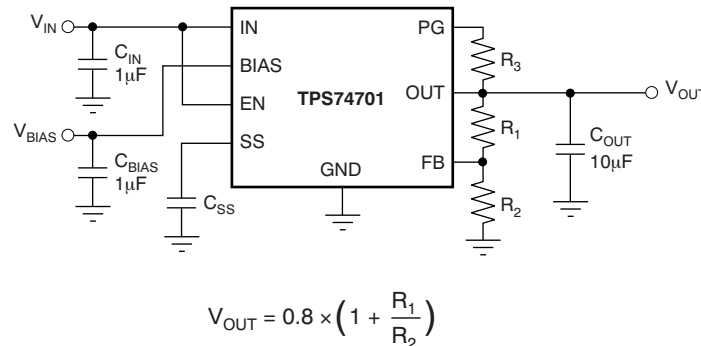 V_IN
C_IN
1μF
V_BIAS
C_BIAS
1μF
C_SS
IN
BIAS
EN
SS
TPS74701
GND
PG
OUT
FB
R_3
R_1
R_2
V_OUT
C_OUT
10μF
V_OUT = 0.8 × (1 + R_1/R_2)